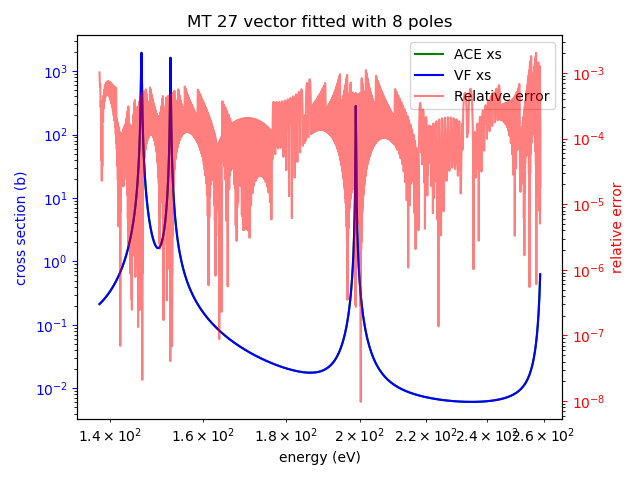 MT 27 vector fitted with 8 poles
ACE xs
VF xs
Relative error
10³
10²
10¹
10⁰
10⁻¹
10⁻²
cross section (b)
10⁻³
10⁻⁴
10⁻⁵
10⁻⁶
10⁻⁷
10⁻⁸
relative error
1.4 × 10² 1.6 × 10² 1.8 × 10² 2 × 10² 2.2 × 10² 2.4 × 10² 2.6 × 10²
energy (eV)